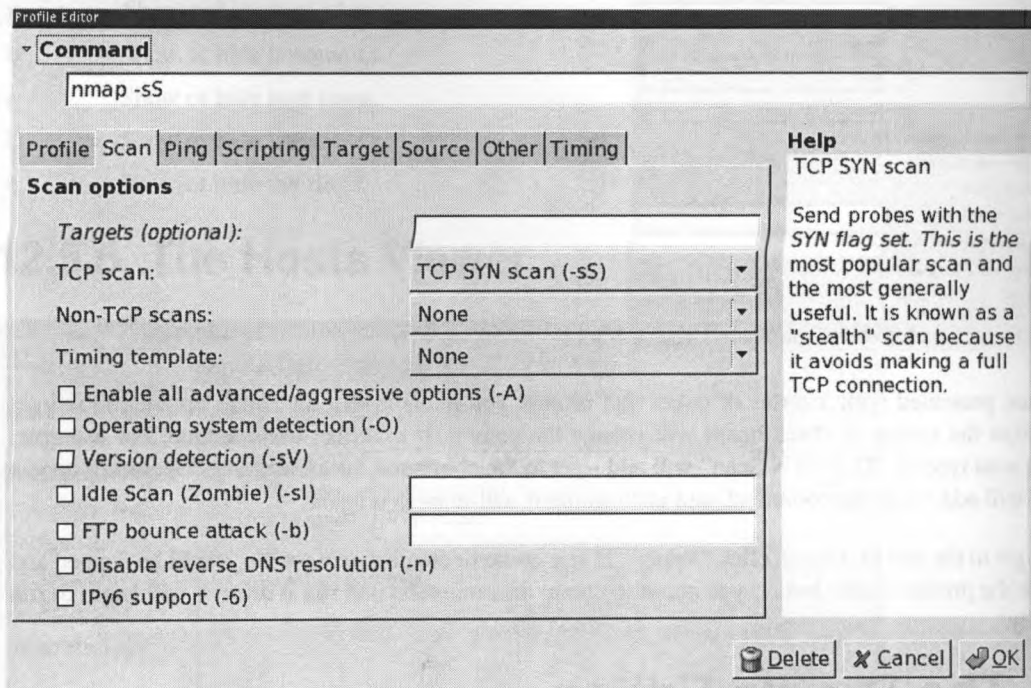 Profile Editor
Command
nmap -sS
Profile Scan Ping Scripting Target Source Other Timing
Scan options
Targets (optional):
TCP scan: TCP SYN scan (-sS)
Non-TCP scans: None
Timing template: None
Enable all advanced/aggressive options (-A)
Operating system detection (-O)
Version detection (-sV)
Idle Scan (Zombie) (-sI)
FTP bounce attack (-b)
Disable reverse DNS resolution (-n)
IPv6 support (-6)
Help
TCP SYN scan
Send probes with the
SYN flag set. This is the
most popular scan and
the most generally
useful. It is known as a
"stealth" scan because
it avoids making a full
TCP connection.
Delete Cancel OK